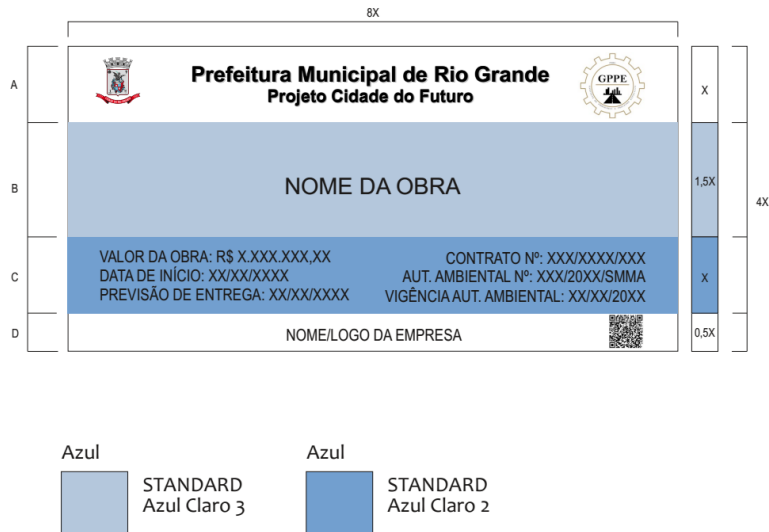 8X
A
Prefeitura Municipal de Rio Grande
Projeto Cidade do Futuro
GPPE
X
B
NOME DA OBRA
1,5X
4X
C
VALOR DA OBRA: R$ X.XXX.XXX,XX
DATA DE INÍCIO: XX/XX/XXXX
PREVISÃO DE ENTREGA: XX/XX/XXXX
CONTRATO Nº: XXX/XXXX/XXX
AUT. AMBIENTAL Nº: XXX/20XX/SMMA
VIGÊNCIA AUT. AMBIENTAL: XX/XX/20XX
X
D
NOME/LOGO DA EMPRESA
0,5X
Azul
STANDARD
Azul Claro 3
Azul
STANDARD
Azul Claro 2